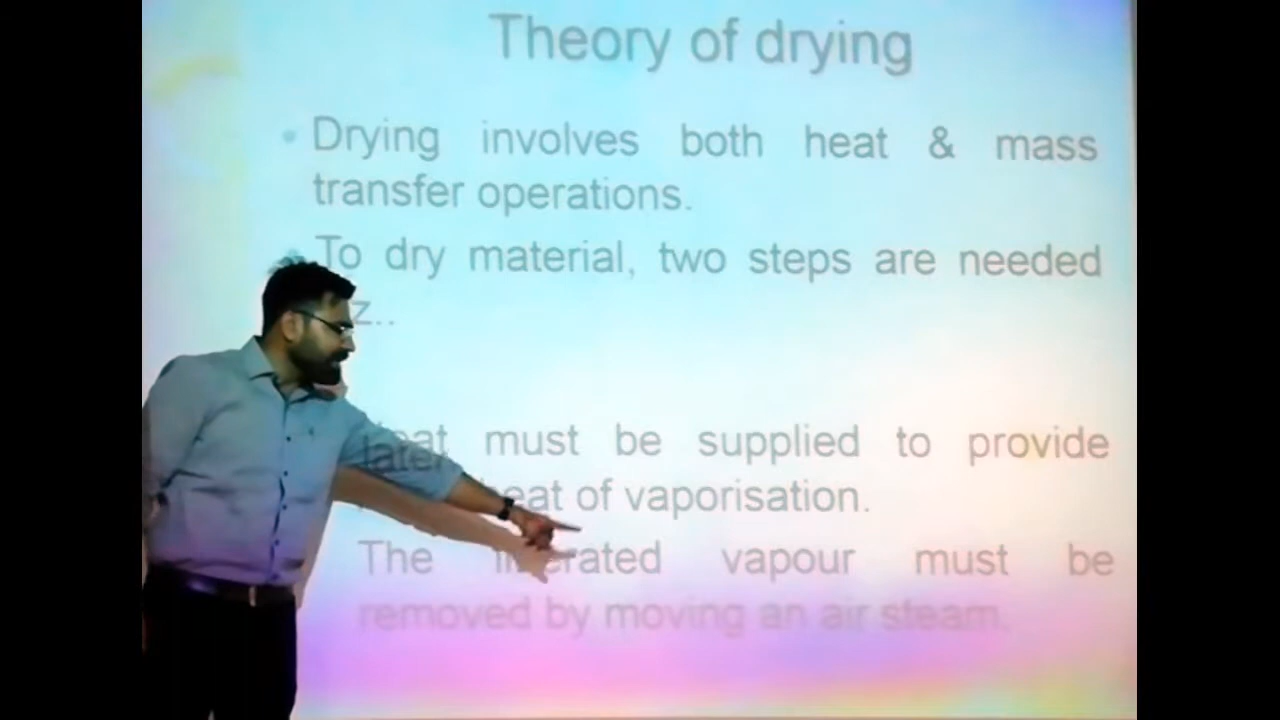 Theory of drying
• Drying involves both heat & mass
transfer operations.
• To dry material, two steps are needed
z..
Heat must be supplied to provide
latent heat of vaporisation.
The liberated vapour must be
removed by moving an air steam.